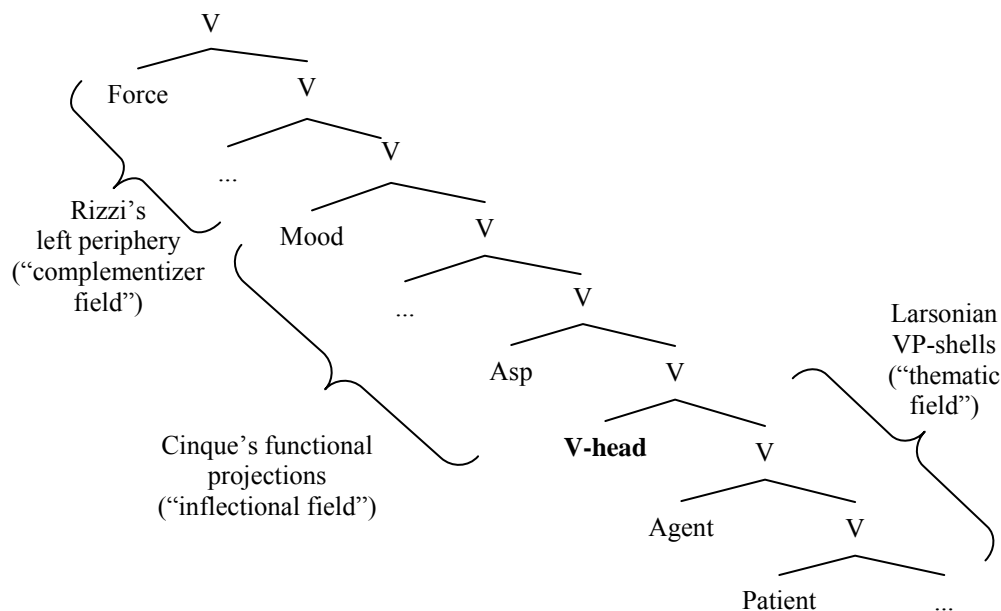 V
Force
V
...
V
Rizzi’s
left periphery
(“complementizer
field”)
Mood
V
...
V
Larsonian
VP-shells
(“thematic
field”)
Asp
V
Cinque’s functional
projections
(“inflectional field”)
V-head
V
Agent
V
Patient
...